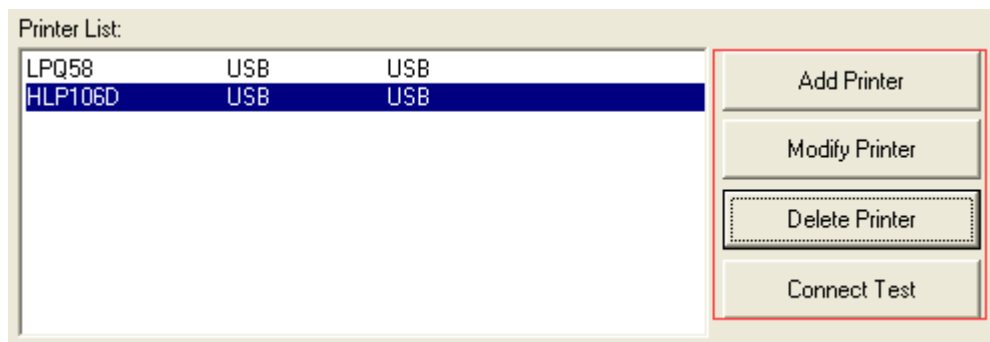 Printer List:
LPQ58 USB USB
HLP106D USB USB
Add Printer
Modify Printer
Delete Printer
Connect Test